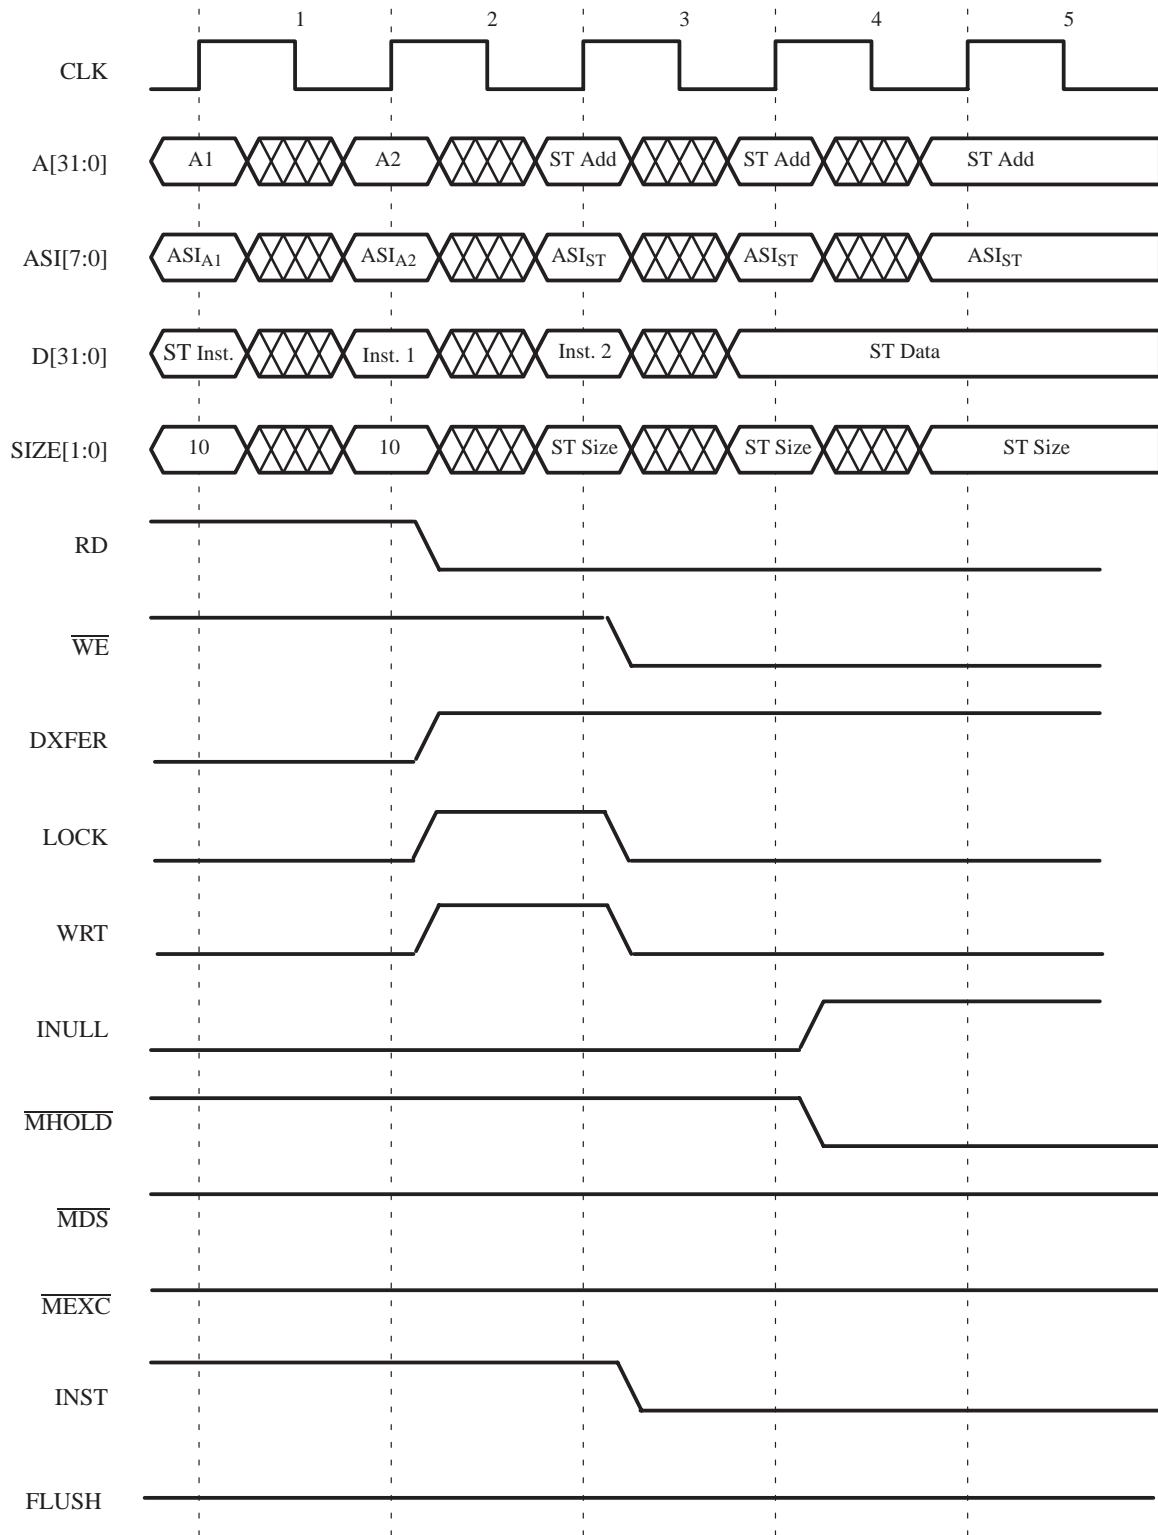 1 2 3 4 5
CLK
A[31:0] A1 A2 ST Add ST Add ST Add
ASI[7:0] ASIA1 ASIA2 ASIST ASIST ASIST
D[31:0] ST Inst. Inst. 1 Inst. 2 ST Data
SIZE[1:0] 10 10 ST Size ST Size ST Size
RD
WE
DXFER
LOCK
WRT
INULL
MHOLD
MDS
MEXC
INST
FLUSH